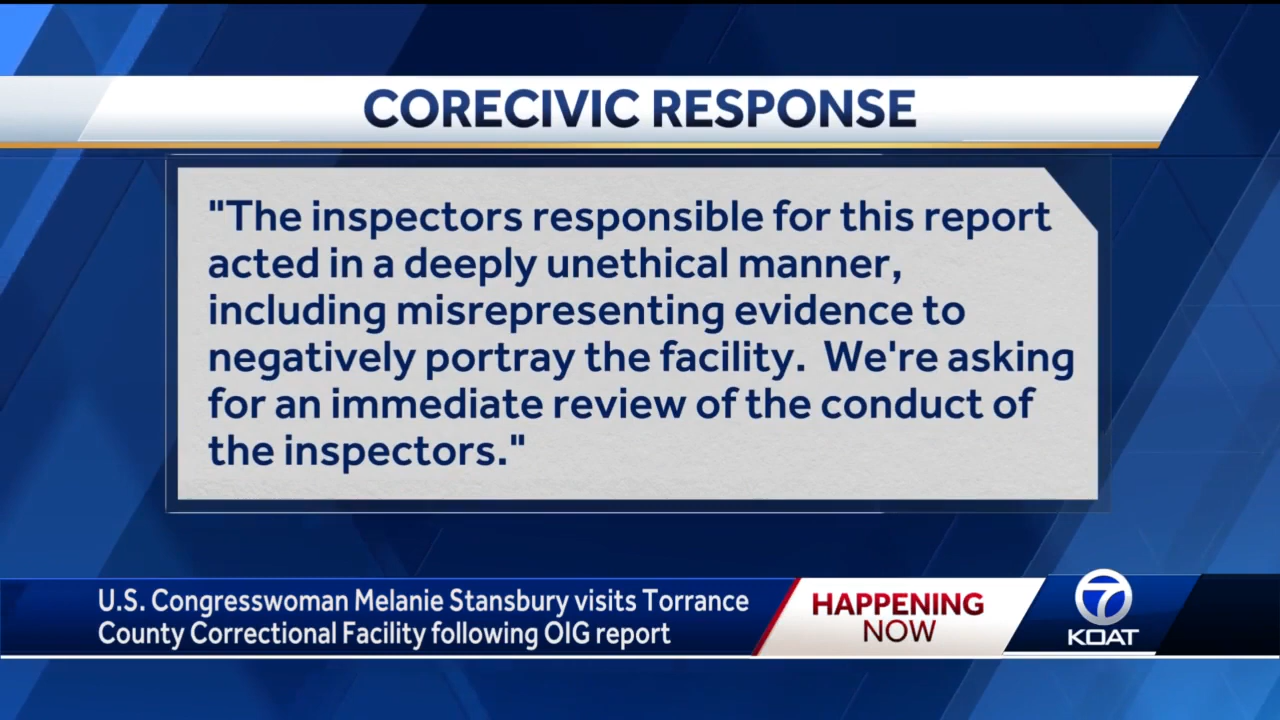 CORECIVIC RESPONSE
"The inspectors responsible for this report
acted in a deeply unethical manner,
including misrepresenting evidence to
negatively portray the facility.  We're asking
for an immediate review of the conduct of
the inspectors."
U.S. Congresswoman Melanie Stansbury visits Torrance
County Correctional Facility following OIG report
HAPPENING
NOW
7
KOAT